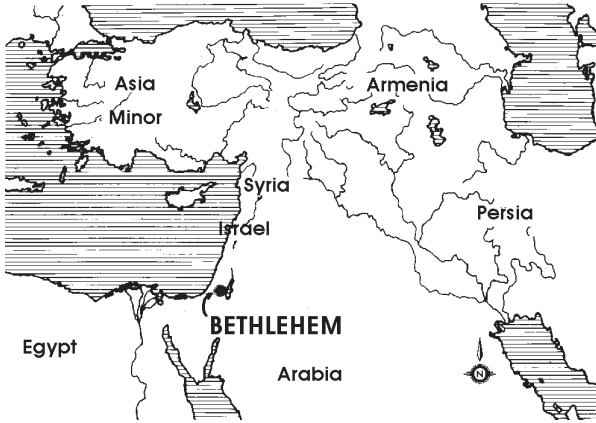 Asia
Minor
Armenia
Syria
Persia
Israel
BETHLEHEM
Egypt
Arabia
N